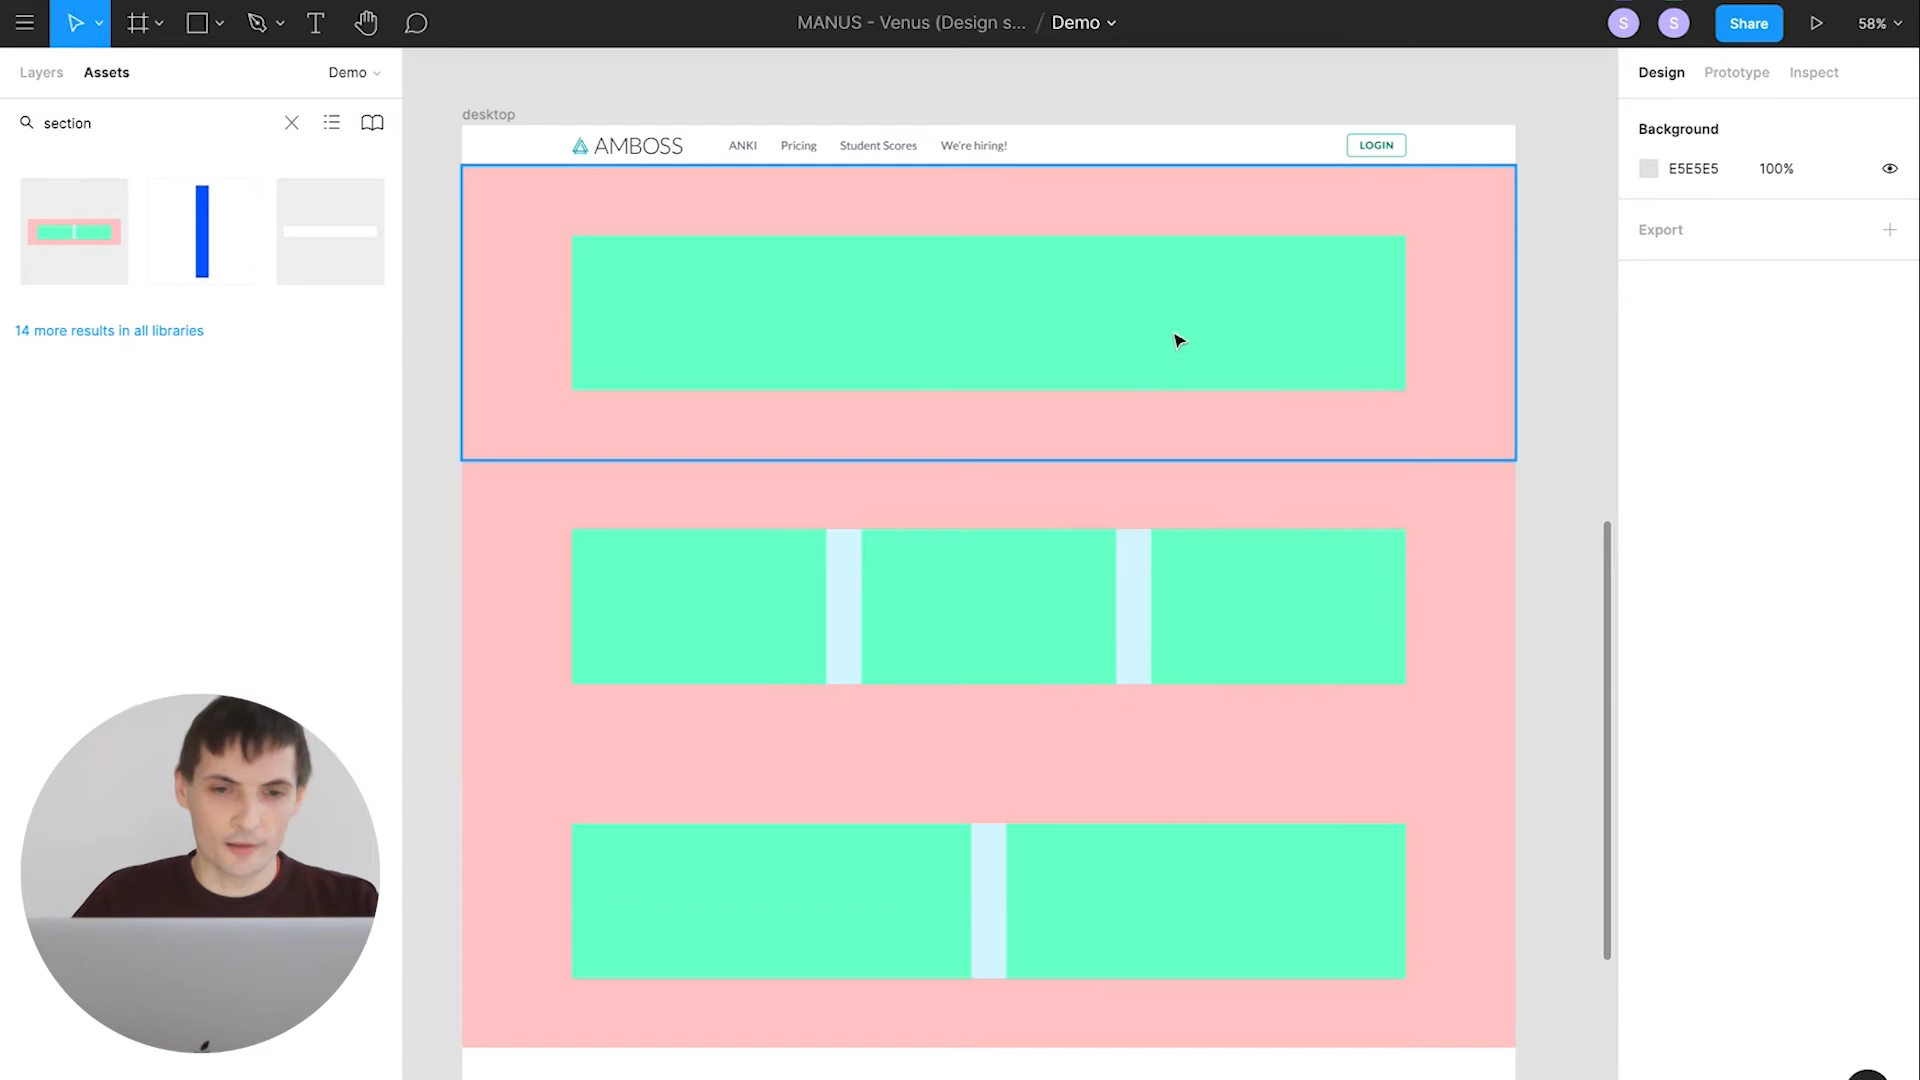 MANUS - Venus (Design s... / Demo
S
S
Share
58%
Layers
Assets
Demo
section
14 more results in all libraries
desktop
AMBOSS
ANKI
Pricing
Student Scores
We're hiring!
LOGIN
Design
Prototype
Inspect
Background
E5E5E5
100%
Export